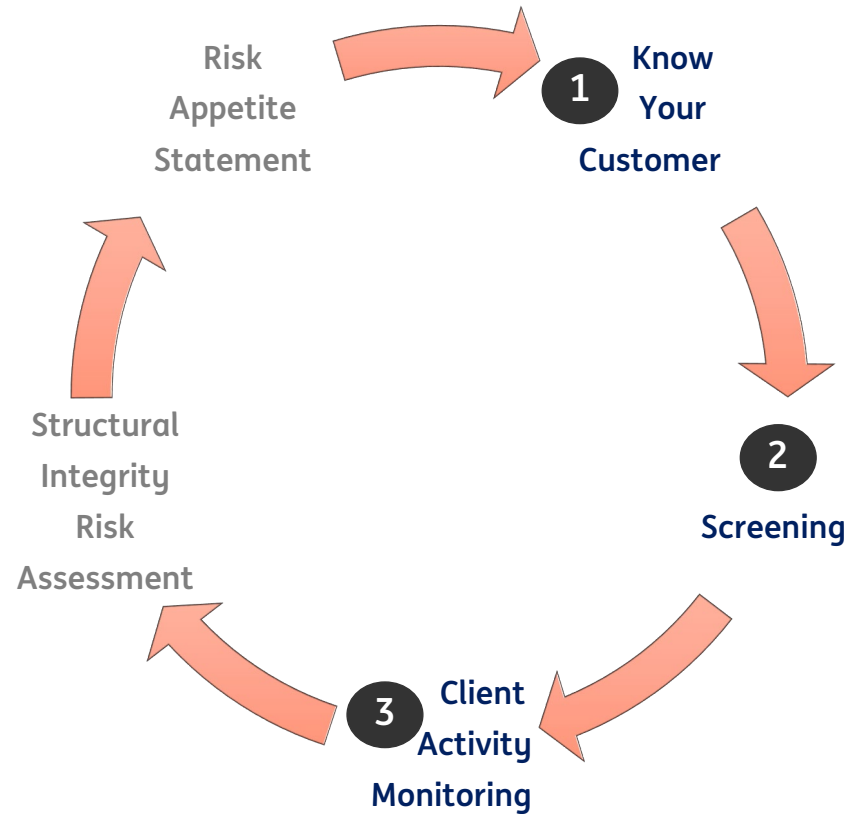 Risk
Appetite
Statement
1
Know
Your
Customer
2
Screening
3
Client
Activity
Monitoring
Structural
Integrity
Risk
Assessment